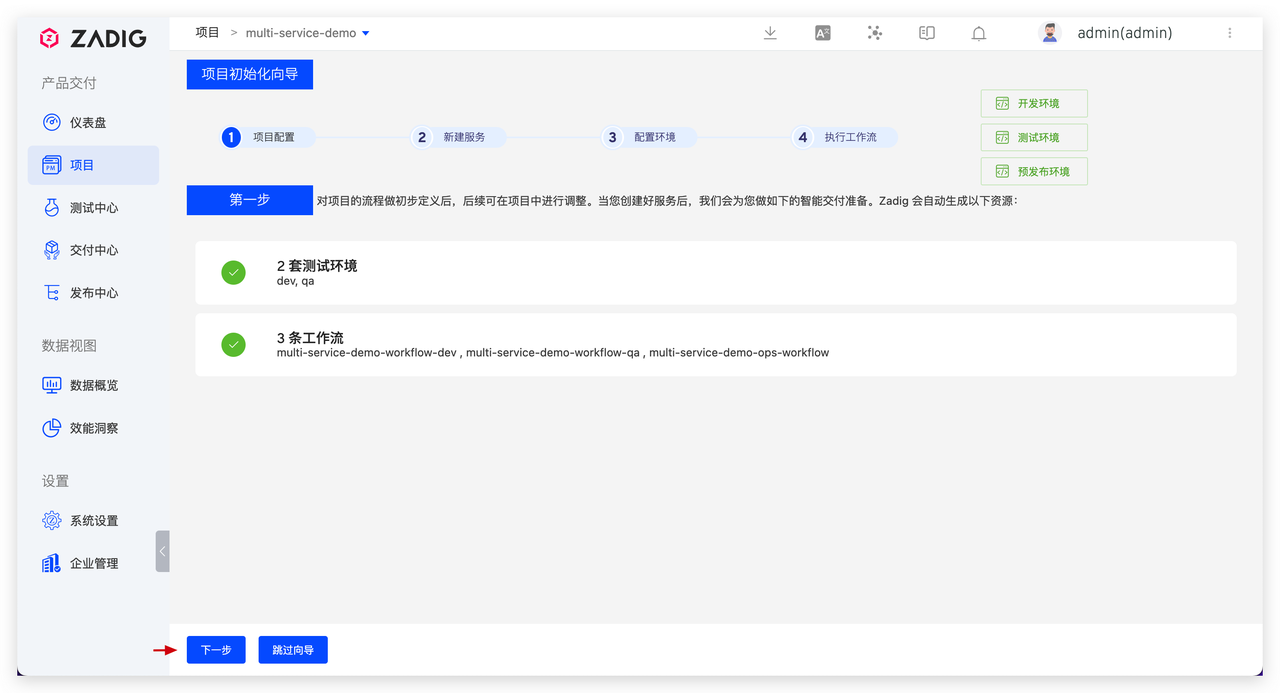 ZADIG
项目 > multi-service-demo
admin(admin)
产品交付
仪表盘
项目
测试中心
交付中心
发布中心
数据视图
数据概览
效能洞察
设置
系统设置
企业管理
项目初始化向导
1 项目配置
2 新建服务
3 配置环境
4 执行工作流
开发环境
测试环境
预发布环境
第一步 对项目的流程做初步定义后，后续可在项目中进行调整。当您创建好服务后，我们会为您做如下的智能交付准备。Zadig 会自动生成以下资源：
2 套测试环境
dev, qa
3 条工作流
multi-service-demo-workflow-dev , multi-service-demo-workflow-qa , multi-service-demo-ops-workflow
下一步
跳过向导